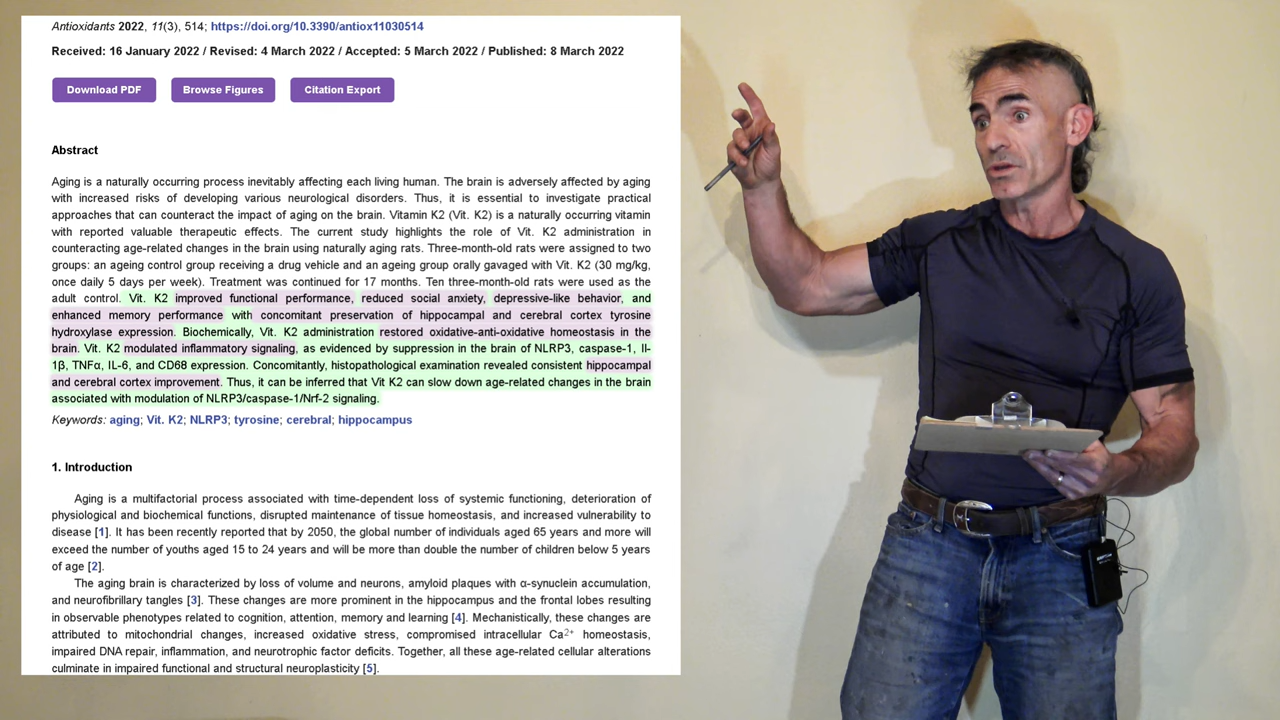 Antioxidants 2022, 11(3), 514; https://doi.org/10.3390/antiox11030514
Received: 16 January 2022 / Revised: 4 March 2022 / Accepted: 5 March 2022 / Published: 8 March 2022
Download PDF Browse Figures Citation Export
Abstract
Aging is a naturally occurring process inevitably affecting each living human. The brain is adversely affected by aging
with increased risks of developing various neurological disorders. Thus, it is essential to investigate practical
approaches that can counteract the impact of aging on the brain. Vitamin K2 (Vit. K2) is a naturally occurring vitamin
with reported valuable therapeutic effects. The current study highlights the role of Vit. K2 administration in
counteracting age-related changes in the brain using naturally aging rats. Three-month-old rats were assigned to two
groups: an ageing control group receiving a drug vehicle and an ageing group orally gavaged with Vit. K2 (30 mg/kg,
once daily 5 days per week). Treatment was continued for 17 months. Ten three-month-old rats were used as the
adult control. Vit. K2 improved functional performance, reduced social anxiety, depressive-like behavior, and
enhanced memory performance with concomitant preservation of hippocampal and cerebral cortex tyrosine
hydroxylase expression. Biochemically, Vit. K2 administration restored oxidative-anti-oxidative homeostasis in the
brain. Vit. K2 modulated inflammatory signaling, as evidenced by suppression in the brain of NLRP3, caspase-1, Il-
1β, TNFα, IL-6, and CD68 expression. Concomitantly, histopathological examination revealed consistent hippocampal
and cerebral cortex improvement. Thus, it can be inferred that Vit K2 can slow down age-related changes in the brain
associated with modulation of NLRP3/caspase-1/Nrf-2 signaling.
Keywords: aging; Vit. K2; NLRP3; tyrosine; cerebral; hippocampus
1. Introduction
Aging is a multifactorial process associated with time-dependent loss of systemic functioning, deterioration of
physiological and biochemical functions, disrupted maintenance of tissue homeostasis, and increased vulnerability to
disease [1]. It has been recently reported that by 2050, the global number of individuals aged 65 years and more will
exceed the number of youths aged 15 to 24 years and will be more than double the number of children below 5 years
of age [2].
The aging brain is characterized by loss of volume and neurons, amyloid plaques with α-synuclein accumulation,
and neurofibrillary tangles [3]. These changes are more prominent in the hippocampus and the frontal lobes resulting
in observable phenotypes related to cognition, attention, memory and learning [4]. Mechanistically, these changes are
attributed to mitochondrial changes, increased oxidative stress, compromised intracellular Ca2+ homeostasis,
impaired DNA repair, inflammation, and neurotrophic factor deficits. Together, all these age-related cellular alterations
culminate in impaired functional and structural neuroplasticity [5].